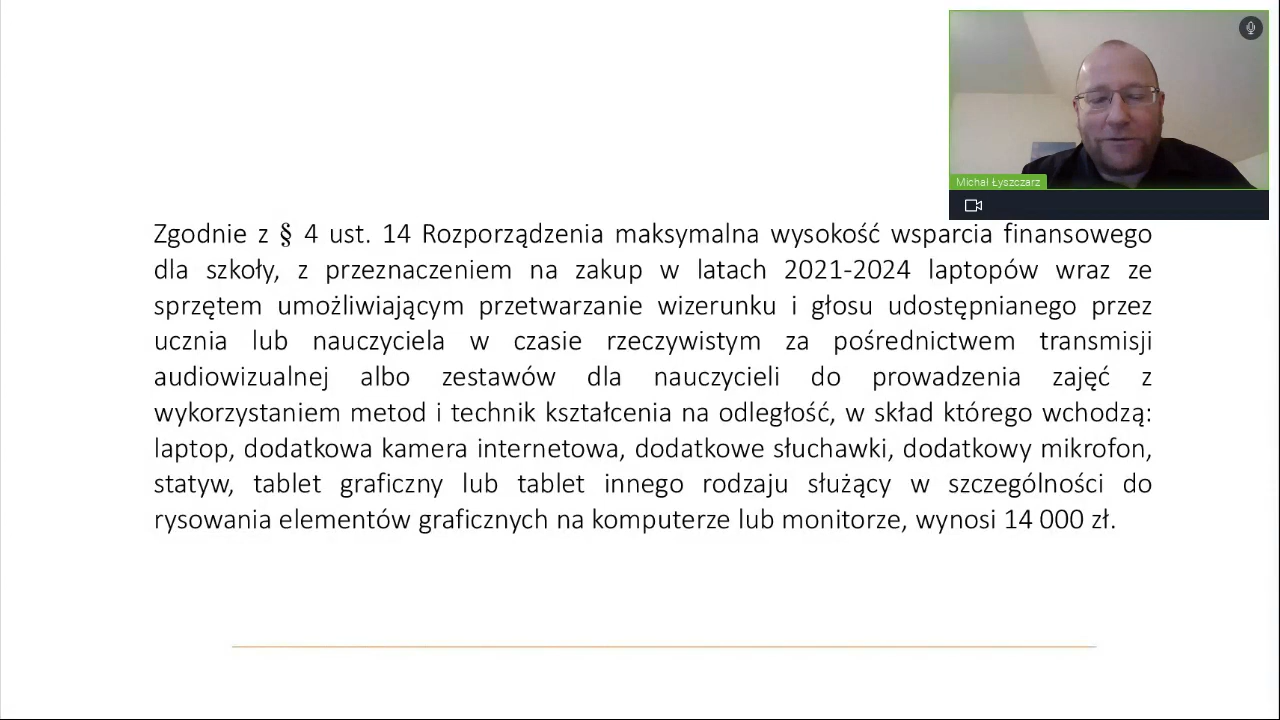 Michał Łyszczarz
Zgodnie z § 4 ust. 14 Rozporządzenia maksymalna wysokość wsparcia finansowego
dla szkoły, z przeznaczeniem na zakup w latach 2021-2024 laptopów wraz ze
sprzętem umożliwiającym przetwarzanie wizerunku i głosu udostępnianego przez
ucznia lub nauczyciela w czasie rzeczywistym za pośrednictwem transmisji
audiowizualnej albo zestawów dla nauczycieli do prowadzenia zajęć z
wykorzystaniem metod i technik kształcenia na odległość, w skład którego wchodzą:
laptop, dodatkowa kamera internetowa, dodatkowe słuchawki, dodatkowy mikrofon,
statyw, tablet graficzny lub tablet innego rodzaju służący w szczególności do
rysowania elementów graficznych na komputerze lub monitorze, wynosi 14 000 zł.